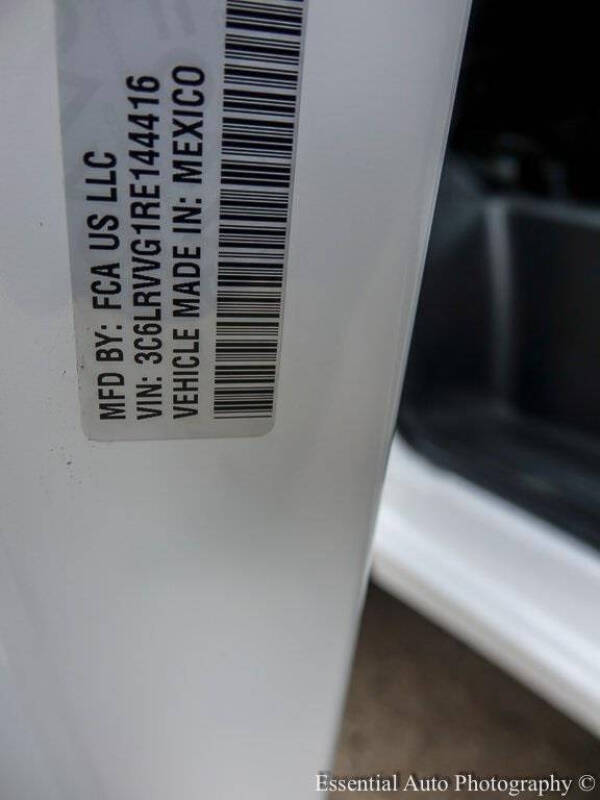 MFD BY: FCA US LLC
VIN: 3C6LRVVG1RE144416
VEHICLE MADE IN: MEXICO
Essential Auto Photography ©